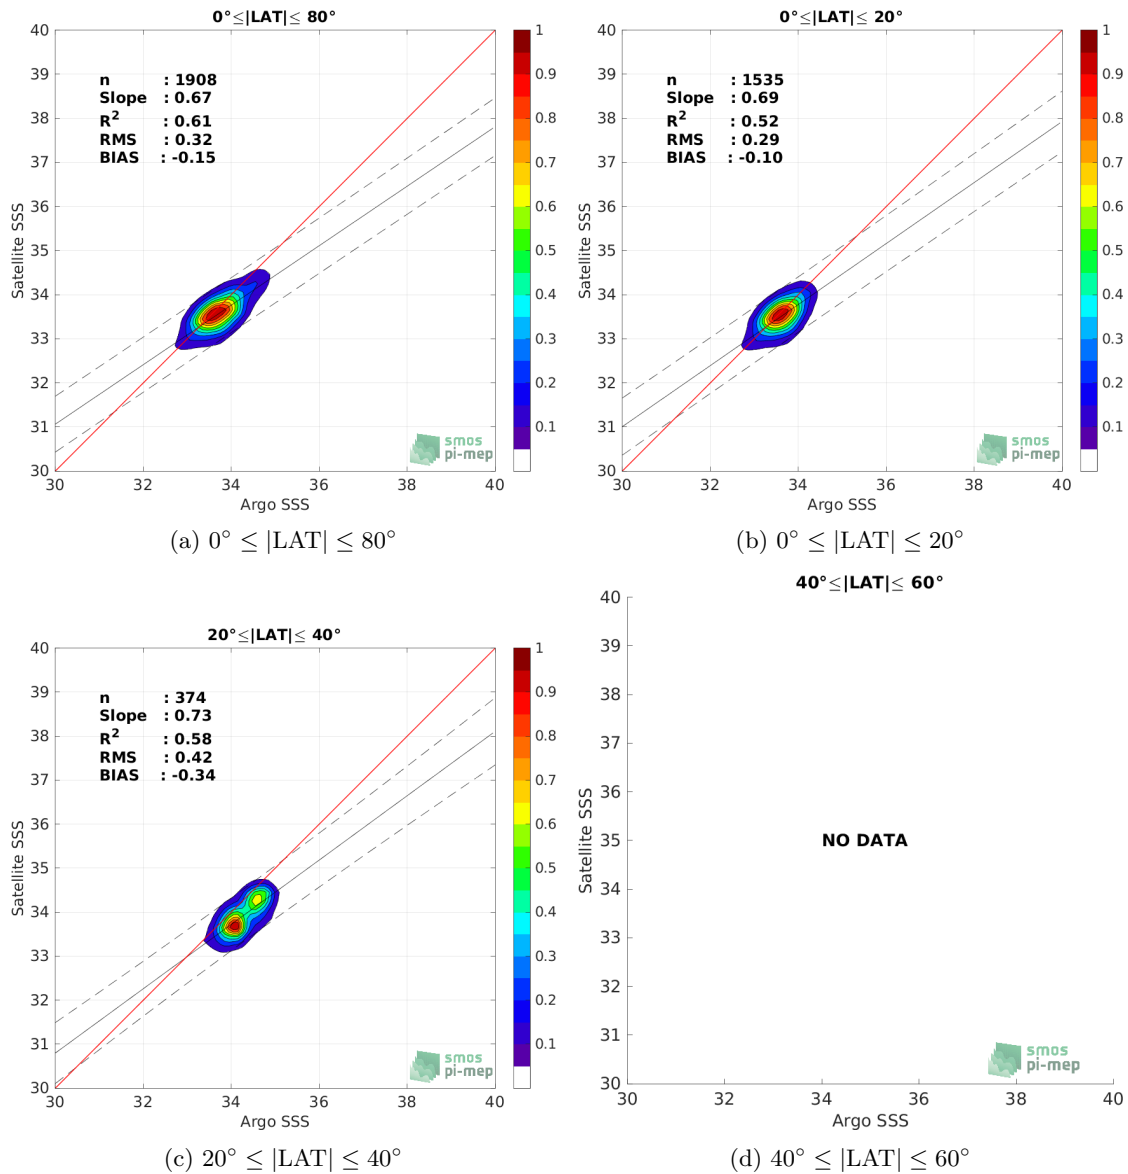 0°≤|LAT|≤ 80°
n : 1908
Slope : 0.67
R² : 0.61
RMS : 0.32
BIAS : -0.15
40
39
38
37
36
35
34
33
32
31
30
Satellite SSS
30 32 34 36 38 40
Argo SSS
1
0.9
0.8
0.7
0.6
0.5
0.4
0.3
0.2
0.1
smos
pi-mep
(a) 0° ≤ |LAT| ≤ 80°
0°≤|LAT|≤ 20°
n : 1535
Slope : 0.69
R² : 0.52
RMS : 0.29
BIAS : -0.10
40
39
38
37
36
35
34
33
32
31
30
Satellite SSS
30 32 34 36 38 40
Argo SSS
1
0.9
0.8
0.7
0.6
0.5
0.4
0.3
0.2
0.1
smos
pi-mep
(b) 0° ≤ |LAT| ≤ 20°
20°≤|LAT|≤ 40°
n : 374
Slope : 0.73
R² : 0.58
RMS : 0.42
BIAS : -0.34
40
39
38
37
36
35
34
33
32
31
30
Satellite SSS
30 32 34 36 38 40
Argo SSS
1
0.9
0.8
0.7
0.6
0.5
0.4
0.3
0.2
0.1
smos
pi-mep
(c) 20° ≤ |LAT| ≤ 40°
40°≤|LAT|≤ 60°
40
39
38
37
36
35
34
33
32
31
30
Satellite SSS
NO DATA
30 32 34 36 38 40
Argo SSS
smos
pi-mep
(d) 40° ≤ |LAT| ≤ 60°